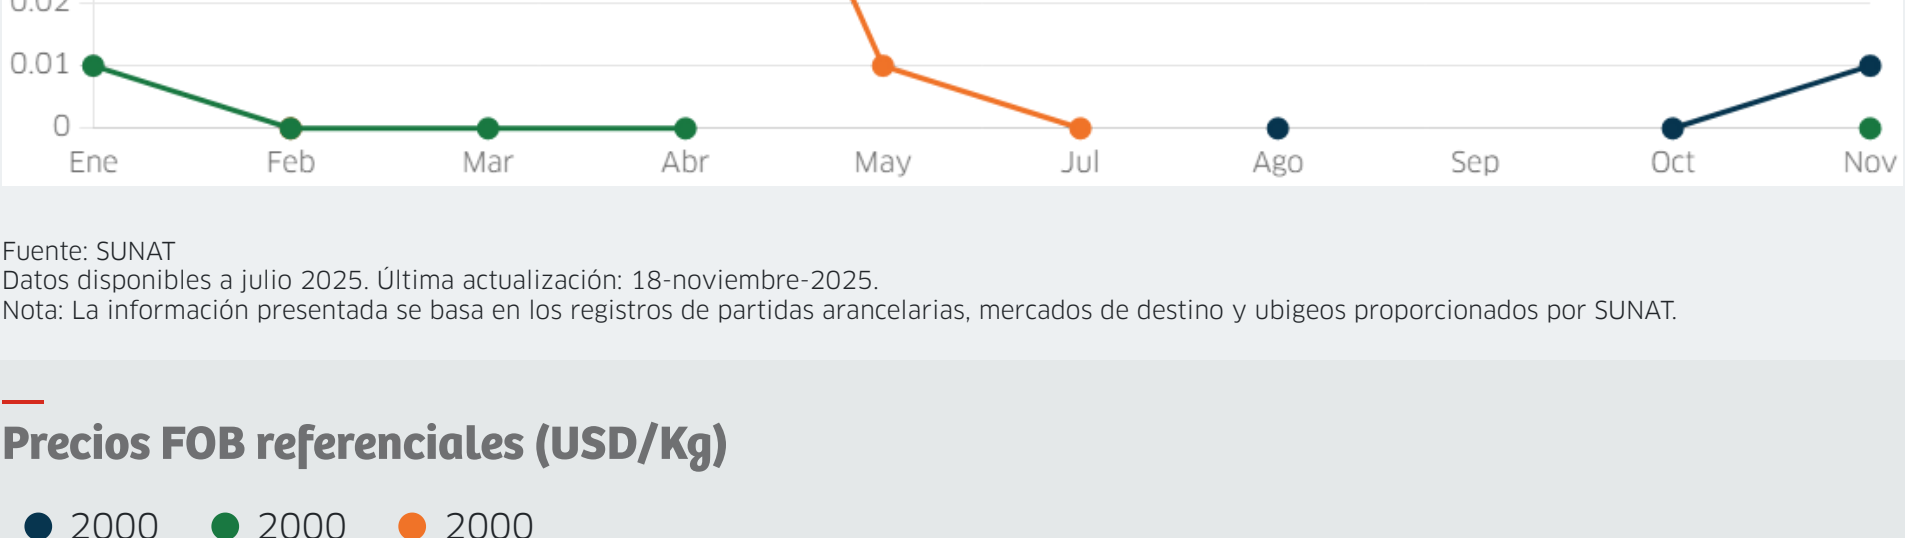 0.02
0.01
0
Ene Feb Mar Abr May Jul Ago Sep Oct Nov
Fuente: SUNAT
Datos disponibles a julio 2025. Última actualización: 18-noviembre-2025.
Nota: La información presentada se basa en los registros de partidas arancelarias, mercados de destino y ubigeos proporcionados por SUNAT.
Precios FOB referenciales (USD/Kg)
2000 2000 2000